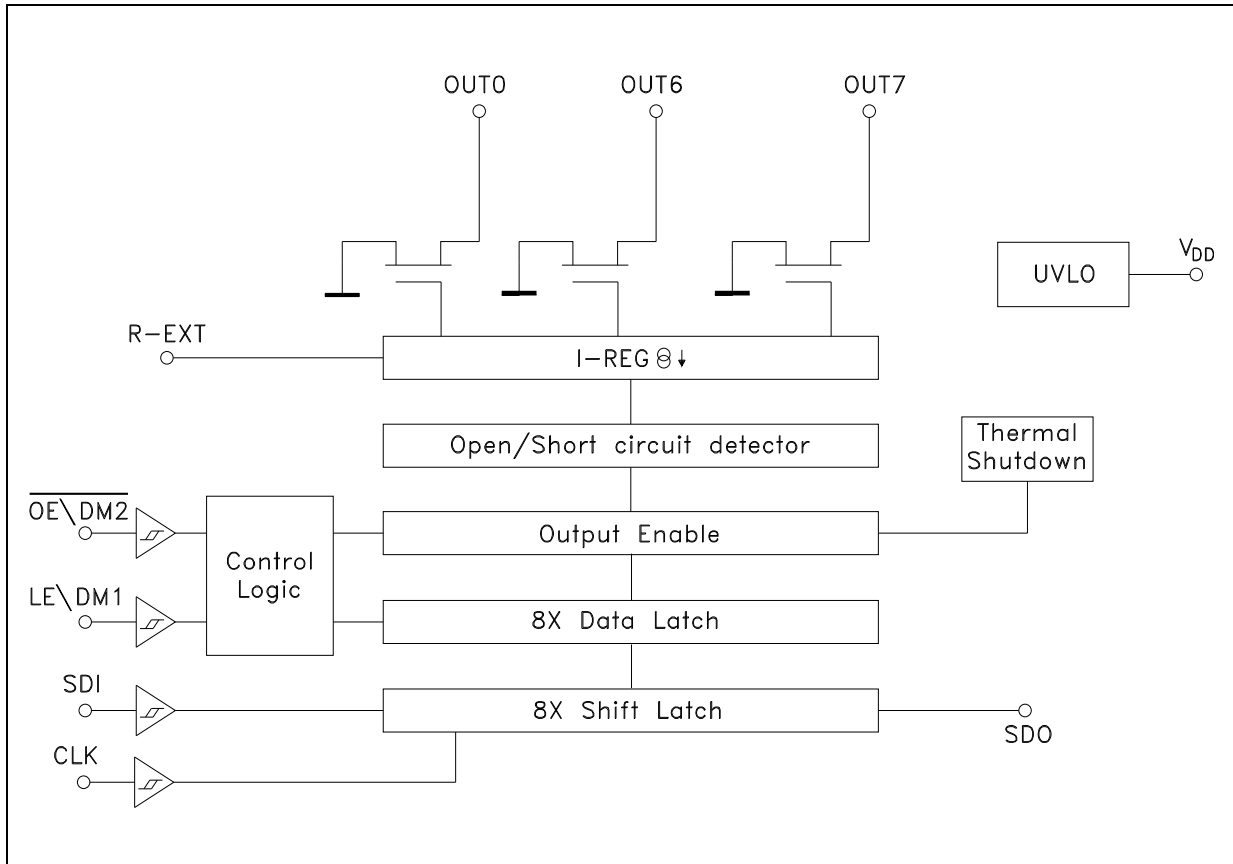 OUT0
OUT6
OUT7
UVLO
VDD
R-EXT
I-REG
Open/Short circuit detector
Thermal
Shutdown
OE\DM2
Output Enable
Control
Logic
LE\DM1
8X Data Latch
SDI
8X Shift Latch
SDO
CLK